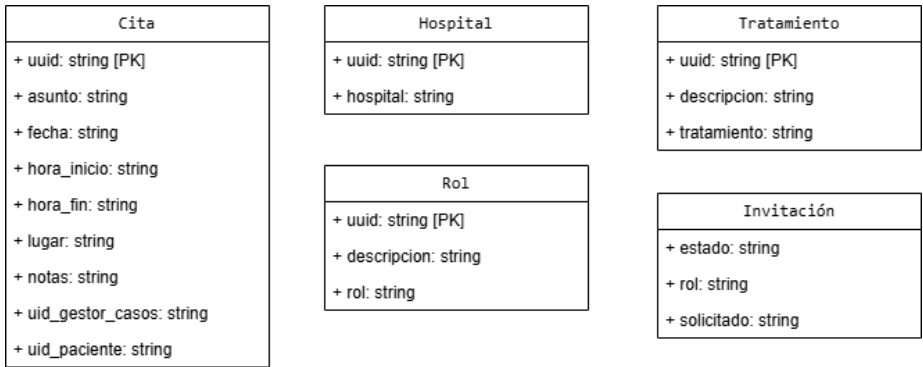 Cita
+ uuid: string [PK]
+ asunto: string
+ fecha: string
+ hora_inicio: string
+ hora_fin: string
+ lugar: string
+ notas: string
+ uid_gestor_casos: string
+ uid_paciente: string
Hospital
+ uuid: string [PK]
+ hospital: string
Rol
+ uuid: string [PK]
+ descripcion: string
+ rol: string
Tratamiento
+ uuid: string [PK]
+ descripcion: string
+ tratamiento: string
Invitación
+ estado: string
+ rol: string
+ solicitado: string